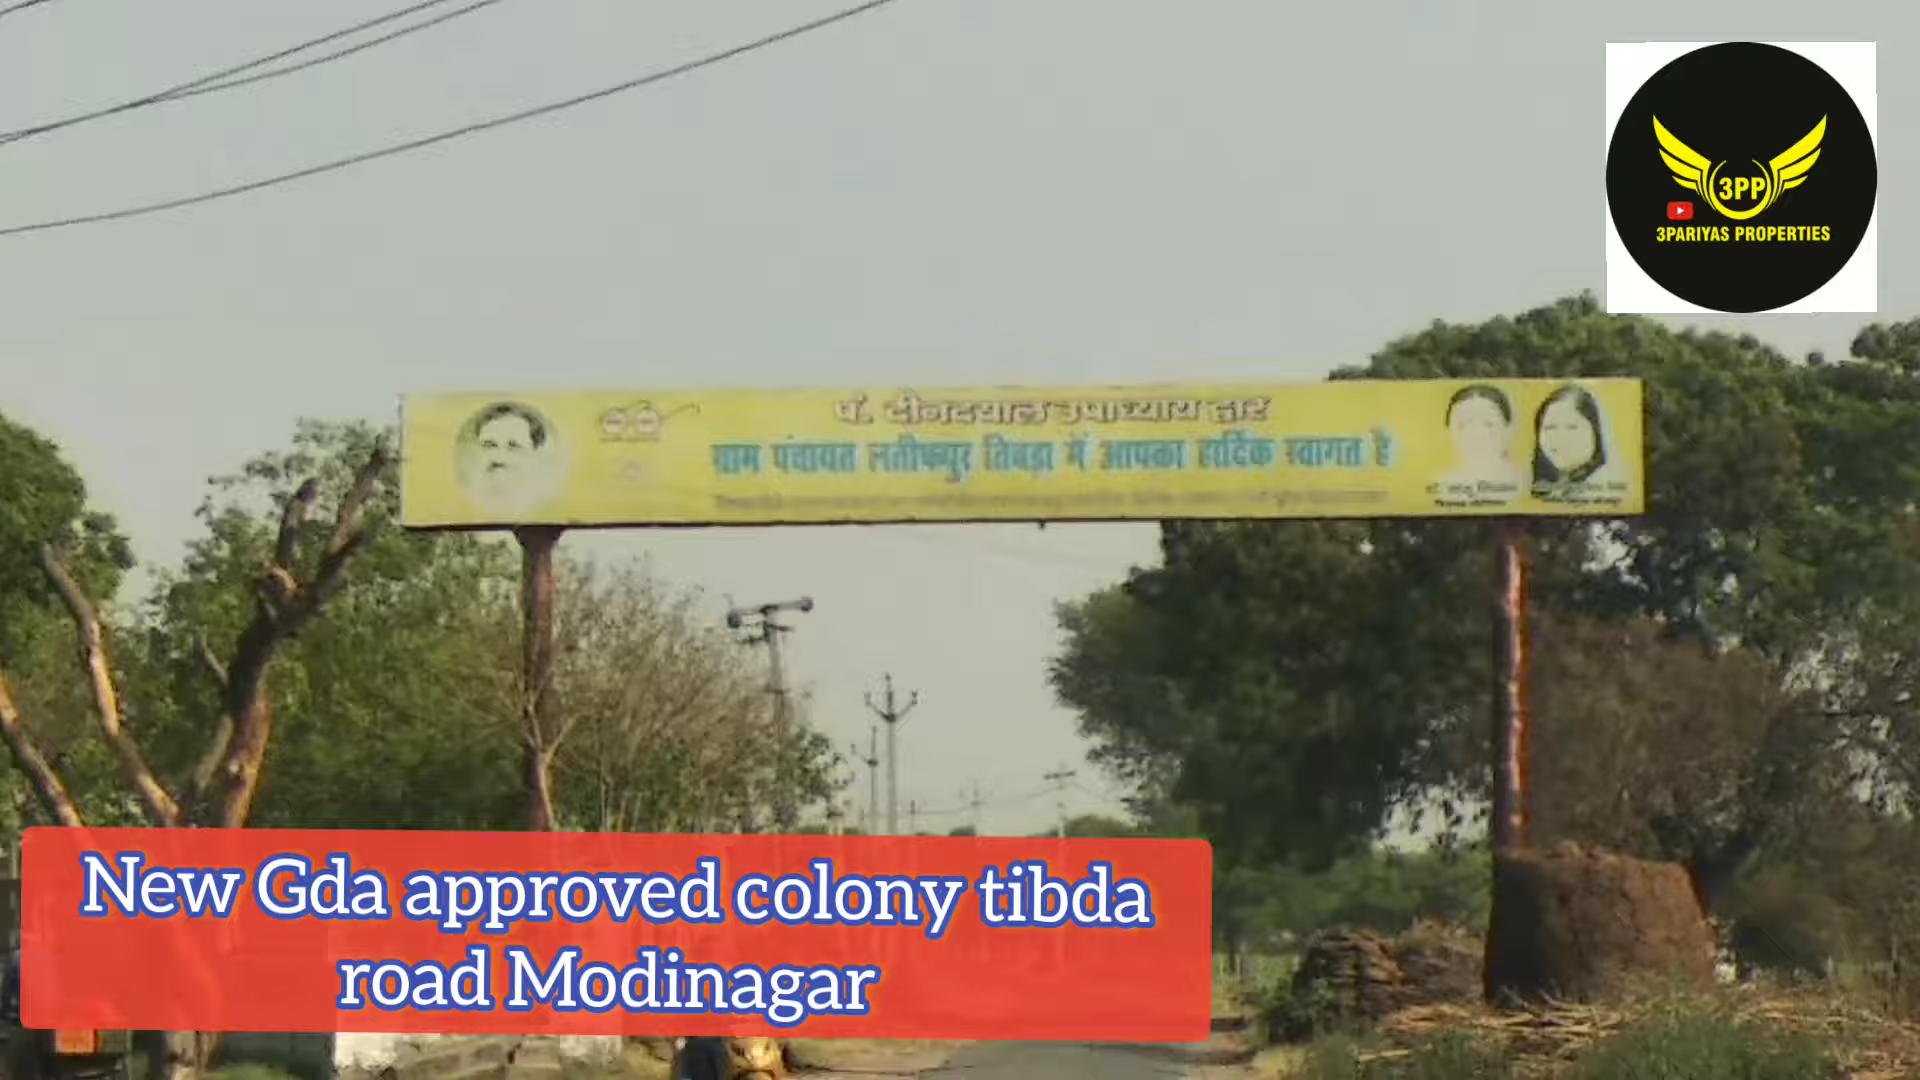 3PP
3PARIYAS PROPERTIES
पं. दीनदयाल उपाध्याय द्वार
ग्राम पंचायत लतीफपुर तिबड़ा में आपका हार्दिक स्वागत है
New Gda approved colony tibda
road Modinagar